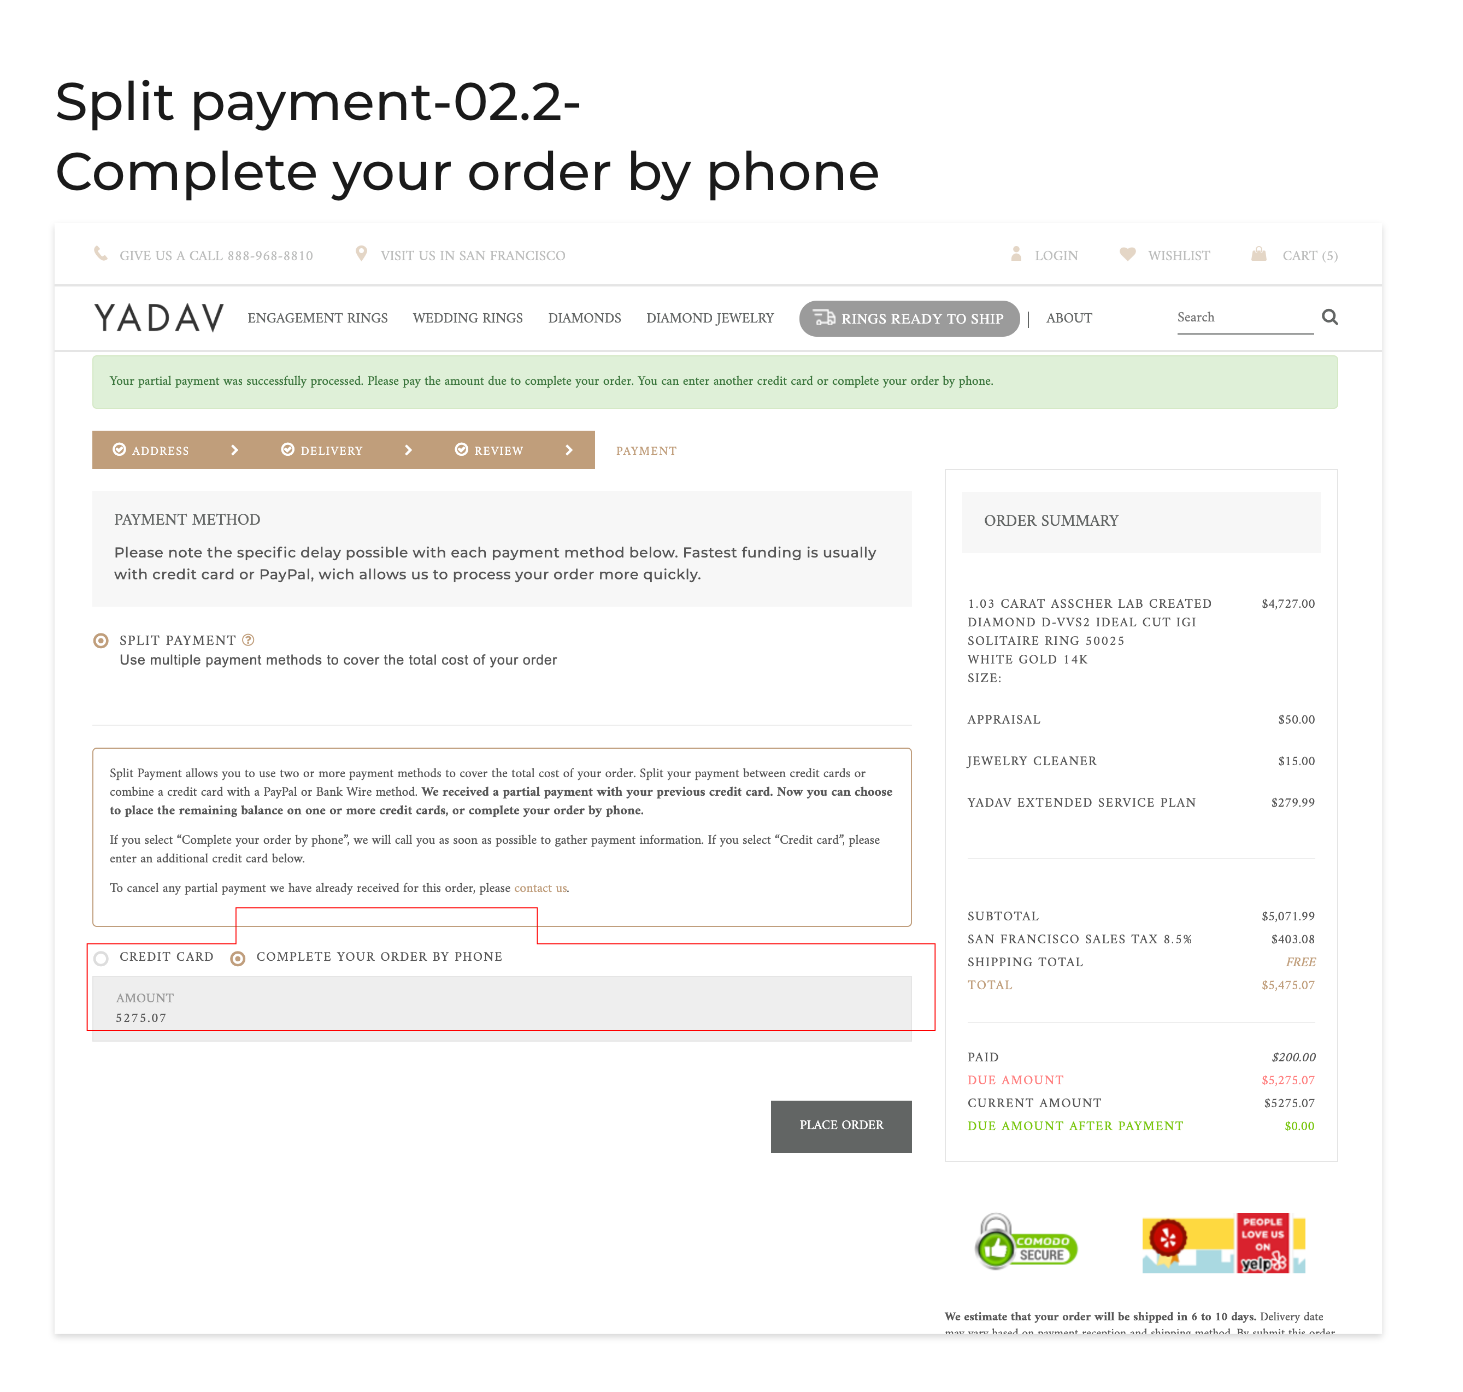 Split payment-02.2-
Complete your order by phone
GIVE US A CALL 888-968-8810
VISIT US IN SAN FRANCISCO
LOGIN
WISHLIST
CART (5)
YADAV
ENGAGEMENT RINGS
WEDDING RINGS
DIAMONDS
DIAMOND JEWELRY
RINGS READY TO SHIP
ABOUT
Search
Your partial payment was successfully processed. Please pay the amount due to complete your order. You can enter another credit card or complete your order by phone.
ADDRESS
DELIVERY
REVIEW
PAYMENT
PAYMENT METHOD
Please note the specific delay possible with each payment method below. Fastest funding is usually
with credit card or PayPal, wich allows us to process your order more quickly.
SPLIT PAYMENT ?
Use multiple payment methods to cover the total cost of your order
Split Payment allows you to use two or more payment methods to cover the total cost of your order. Split your payment between credit cards or
combine a credit card with a PayPal or Bank Wire method. We received a partial payment with your previous credit card. Now you can choose
to place the remaining balance on one or more credit cards, or complete your order by phone.
If you select “Complete your order by phone”, we will call you as soon as possible to gather payment information. If you select “Credit card”, please
enter an additional credit card below.
To cancel any partial payment we have already received for this order, please contact us.
CREDIT CARD
COMPLETE YOUR ORDER BY PHONE
AMOUNT
5275.07
PLACE ORDER
ORDER SUMMARY
1.03 CARAT ASSCHER LAB CREATED $4,727.00
DIAMOND D-VVS2 IDEAL CUT IGI
SOLITAIRE RING 50025
WHITE GOLD 14K
SIZE:
APPRAISAL $50.00
JEWELRY CLEANER $15.00
YADAV EXTENDED SERVICE PLAN $279.99
SUBTOTAL $5,071.99
SAN FRANCISCO SALES TAX 8.5% $403.08
SHIPPING TOTAL FREE
TOTAL $5,475.07
PAID $200.00
DUE AMOUNT $5,275.07
CURRENT AMOUNT $5275.07
DUE AMOUNT AFTER PAYMENT $0.00
COMODO
SECURE
PEOPLE
LOVE US
ON
yelp
We estimate that your order will be shipped in 6 to 10 days. Delivery date
may vary based on payment reception and shipping method. By submit this order